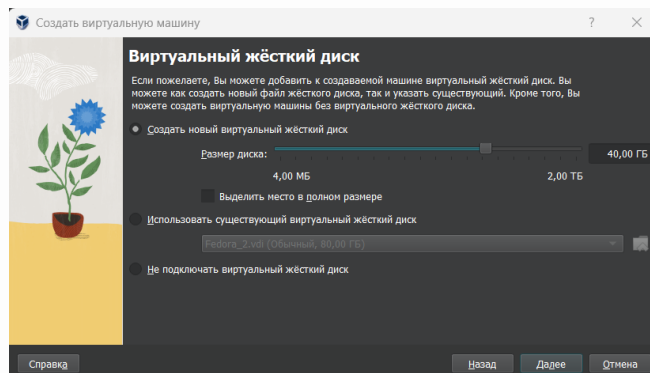 Создать виртуальную машину
Виртуальный жёсткий диск
Если пожелаете, Вы можете добавить к создаваемой машине виртуальный жёсткий диск. Вы
можете как создать новый файл жёсткого диска, так и указать существующий. Кроме того, Вы
можете создать виртуальную машины без виртуального жёсткого диска.
Создать новый виртуальный жёсткий диск
Размер диска:
40,00 ГБ
4,00 МБ
2,00 ТБ
Выделить место в полном размере
Использовать существующий виртуальный жёсткий диск
Fedora_2.vdi (Обычный, 80,00 ГБ)
Не подключать виртуальный жёсткий диск
Справка
Назад
Далее
Отмена